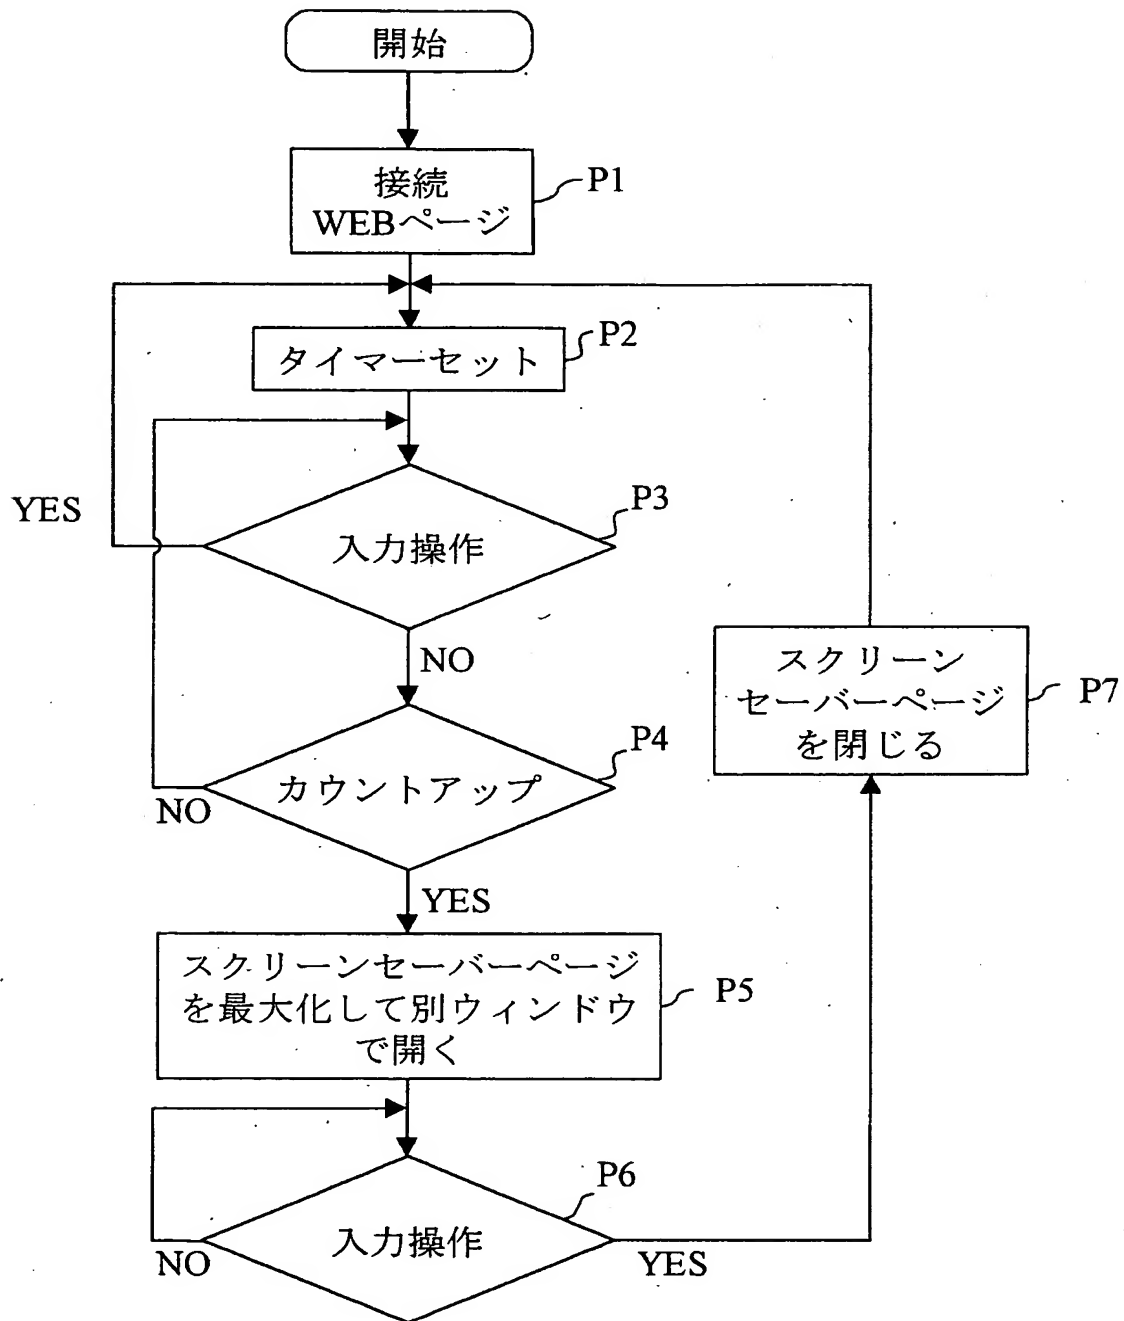 開始
接続
WEBページ
P1
タイマーセット
P2
入力操作
P3
YES
NO
カウントアップ
P4
NO
YES
スクリーンセーバーページ
を最大化して別ウィンドウ
で開く
P5
入力操作
P6
NO
YES
スクリーン
セーバーページ
を閉じる
P7